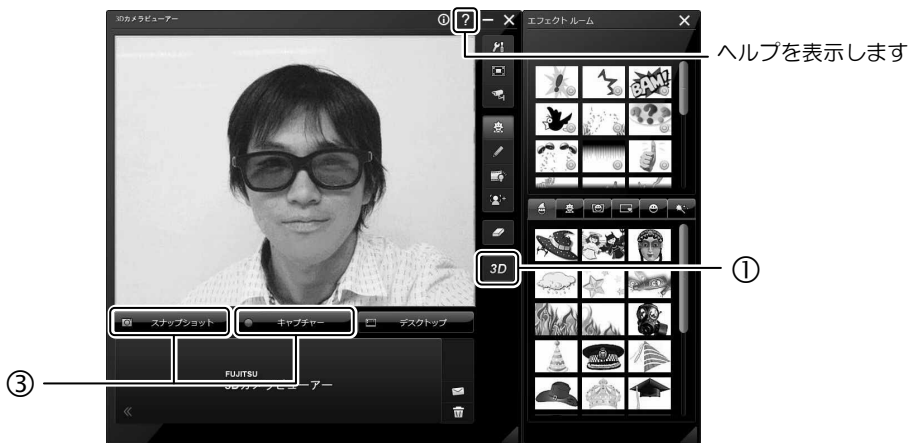 3Dカメラビューアー
エフェクト ルーム
ヘルプを表示します
BAM!
3D
①
スナップショット
キャプチャー
デスクトップ
③
FUJITSU
3Dカメラビューアー